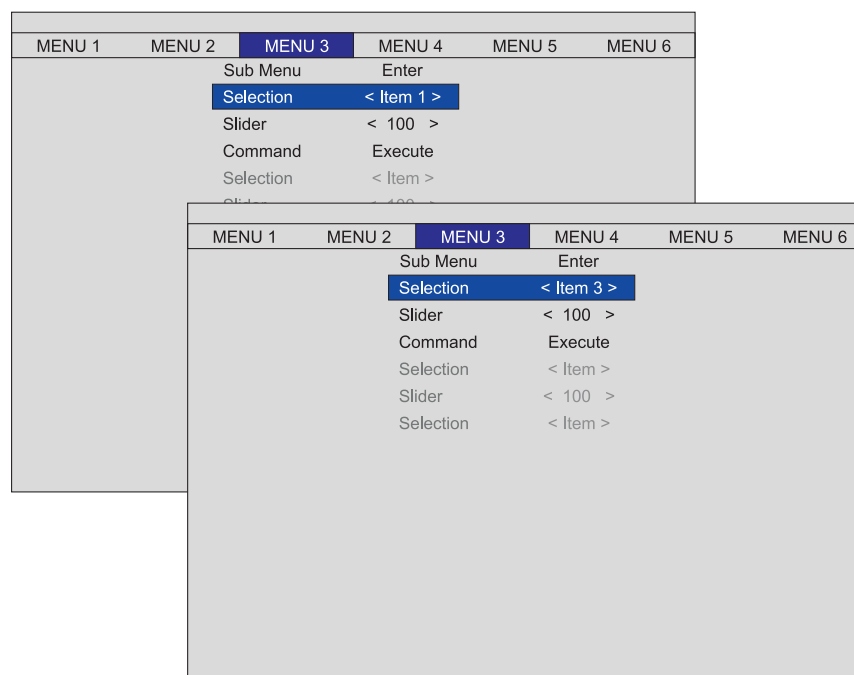 MENU 1 MENU 2 MENU 3 MENU 4 MENU 5 MENU 6
Sub Menu Enter
Selection < Item 1 >
Slider < 100 >
Command Execute
Selection < Item >
Slider < 100 >
MENU 1 MENU 2 MENU 3 MENU 4 MENU 5 MENU 6
Sub Menu Enter
Selection < Item 3 >
Slider < 100 >
Command Execute
Selection < Item >
Slider < 100 >
Selection < Item >